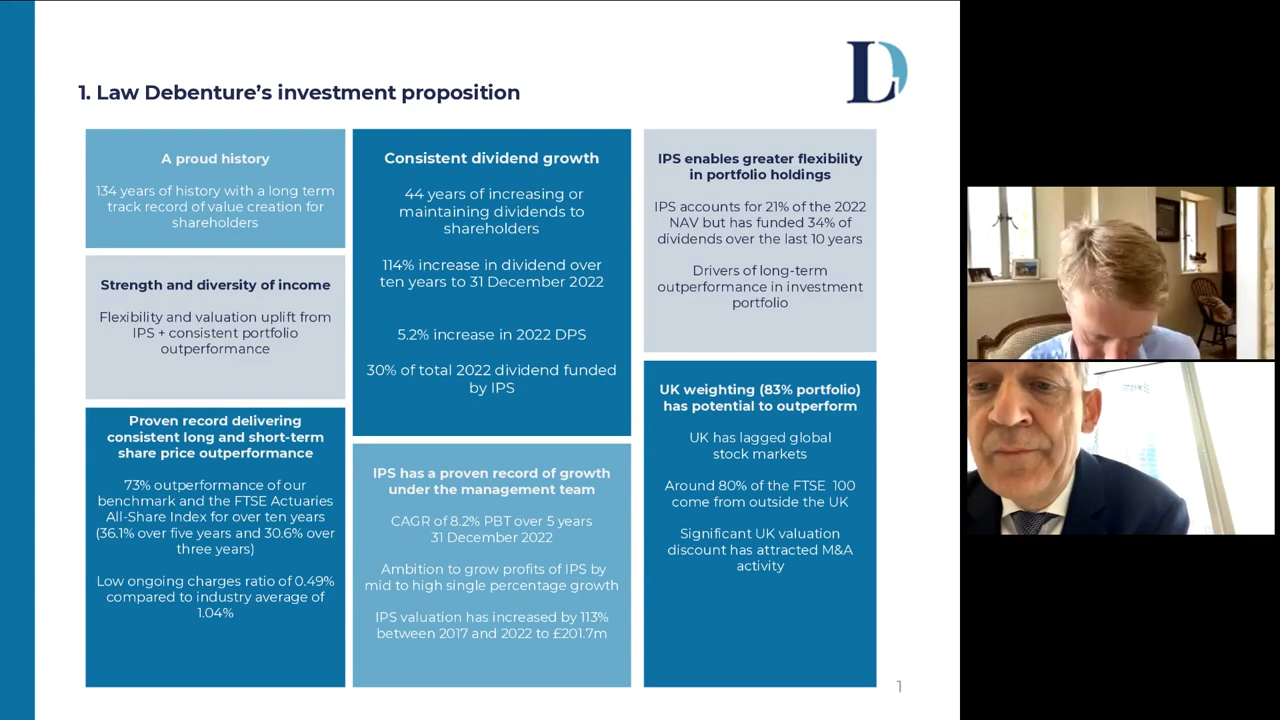 LD
1. Law Debenture's investment proposition
A proud history
134 years of history with a long term
track record of value creation for
shareholders
Strength and diversity of income
Flexibility and valuation uplift from
IPS + consistent portfolio
outperformance
Proven record delivering
consistent long and short-term
share price outperformance
73% outperformance of our
benchmark and the FTSE Actuaries
All-Share Index for over ten years
(36.1% over five years and 30.6% over
three years)
Low ongoing charges ratio of 0.49%
compared to industry average of
1.04%
Consistent dividend growth
44 years of increasing or
maintaining dividends to
shareholders
114% increase in dividend over
ten years to 31 December 2022
5.2% increase in 2022 DPS
30% of total 2022 dividend funded
by IPS
IPS has a proven record of growth
under the management team
CAGR of 8.2% PBT over 5 years
31 December 2022
Ambition to grow profits of IPS by
mid to high single percentage growth
IPS valuation has increased by 113%
between 2017 and 2022 to £201.7m
IPS enables greater flexibility
in portfolio holdings
IPS accounts for 21% of the 2022
NAV but has funded 34% of
dividends over the last 10 years
Drivers of long-term
outperformance in investment
portfolio
UK weighting (83% portfolio)
has potential to outperform
UK has lagged global
stock markets
Around 80% of the FTSE 100
come from outside the UK
Significant UK valuation
discount has attracted M&A
activity
1